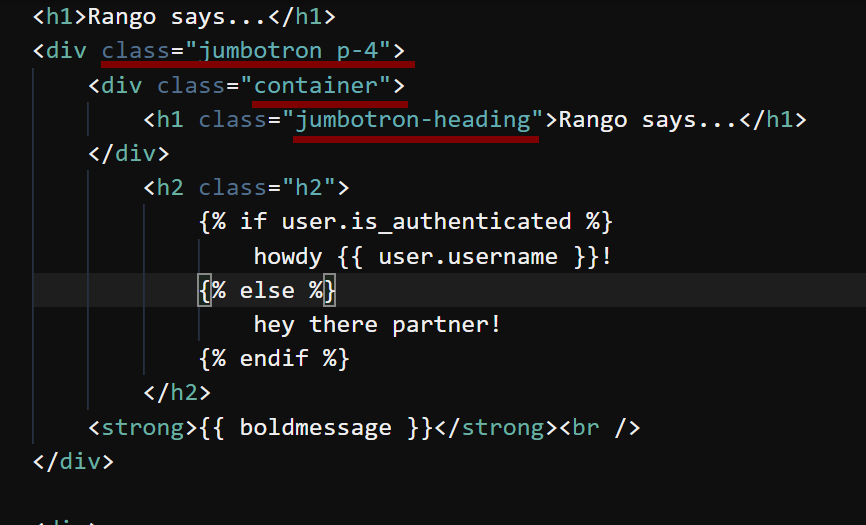 <h1>Rango says...</h1>
<div class="jumbotron p-4">
<div class="container">
<h1 class="jumbotron-heading">Rango says...</h1>
</div>
<h2 class="h2">
{% if user.is_authenticated %}
howdy {{ user.username }}!
{% else %}
hey there partner!
{% endif %}
</h2>
<strong>{{ boldmessage }}</strong><br />
</div>